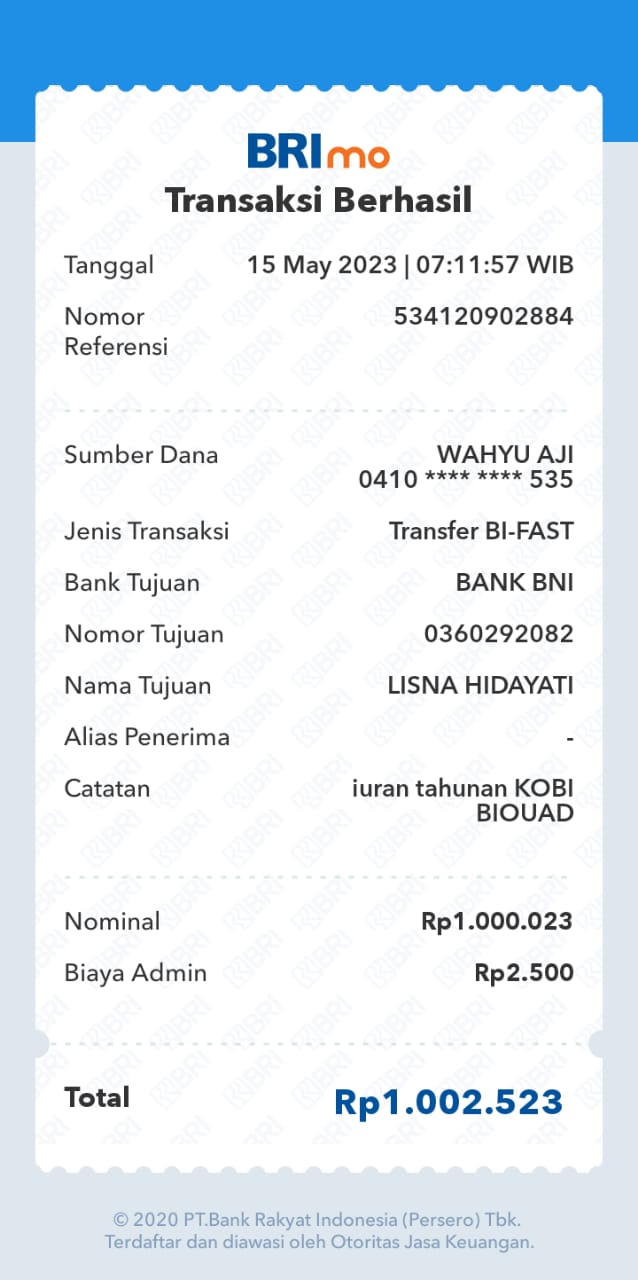 BRImo
Transaksi Berhasil
Tanggal 15 May 2023 | 07:11:57 WIB
Nomor 534120902884
Referensi
Sumber Dana WAHYU AJI
0410 **** **** 535
Jenis Transaksi Transfer BI-FAST
Bank Tujuan BANK BNI
Nomor Tujuan 0360292082
Nama Tujuan LISNA HIDAYATI
Alias Penerima -
Catatan iuran tahunan KOBI
BIOUAD
Nominal Rp1.000.023
Biaya Admin Rp2.500
Total Rp1.002.523
© 2020 PT.Bank Rakyat Indonesia (Persero) Tbk.
Terdaftar dan diawasi oleh Otoritas Jasa Keuangan.